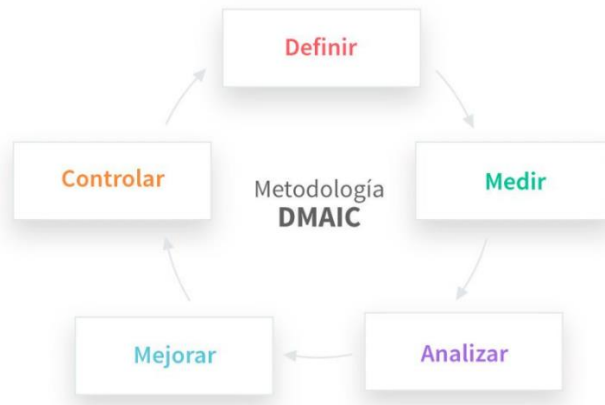 Definir
Controlar
Medir
Metodología
DMAIC
Mejorar
Analizar